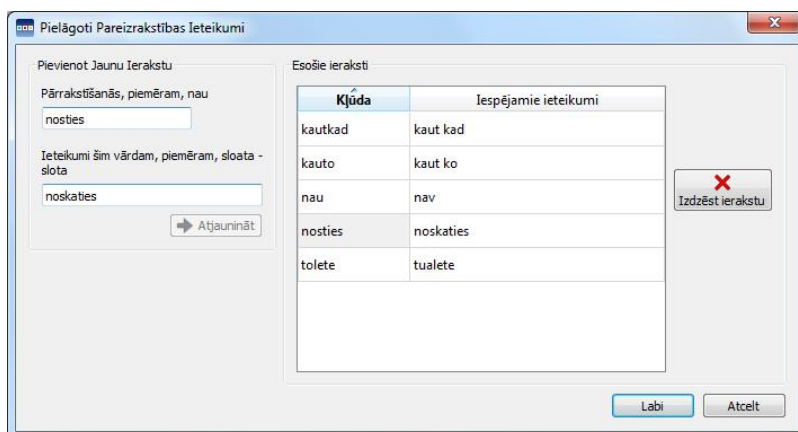 Pielāgoti Pareizrakstības Ieteikumi
Pievienot Jaunu Ierakstu
Pārrakstīšanās, piemēram, nau
nosties
Ieteikumi šim vārdam, piemēram, sloata -
slota
noskaties
Atjaunināt
Esošie ieraksti
Kļūda Iespējamie ieteikumi
kautkad kaut kad
kauto kaut ko
nau nav
nosties noskaties
tolete tualete
Izdzēst ierakstu
Labi Atcelt